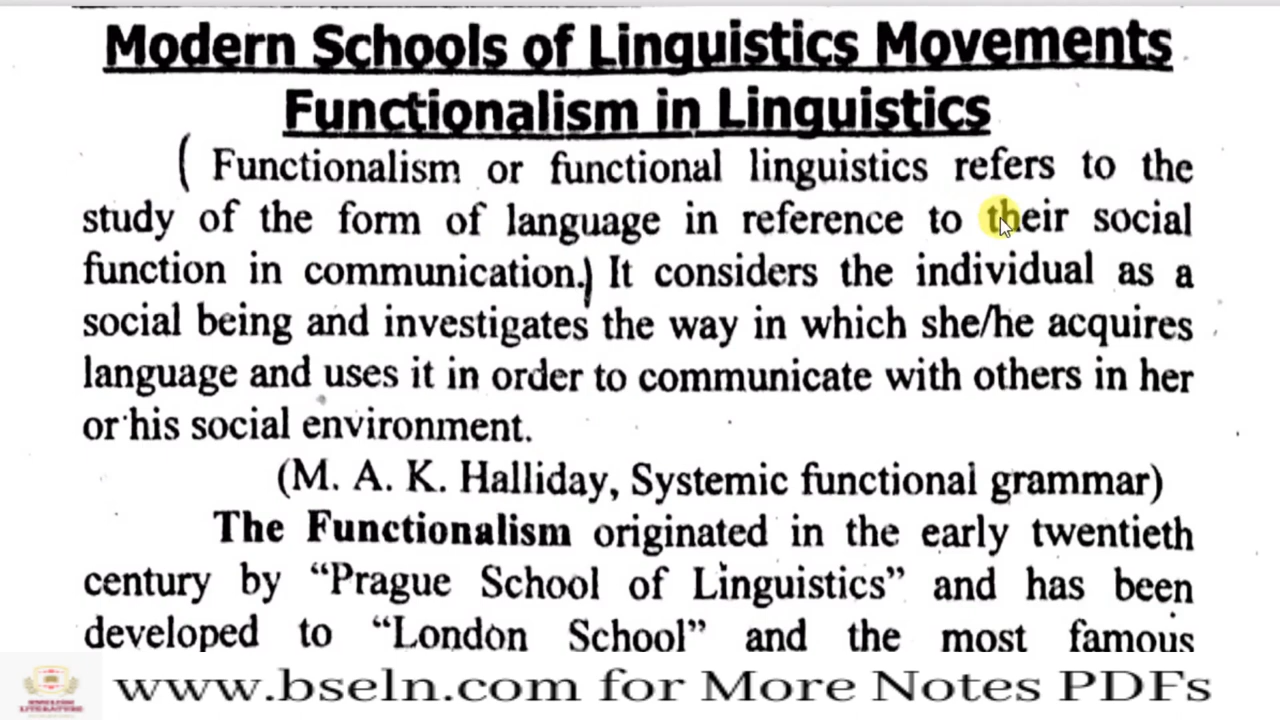 Modern Schools of Linguistics Movements
Functionalism in Linguistics
( Functionalism or functional linguistics refers to the
study of the form of language in reference to their social
function in communication.) It considers the individual as a
social being and investigates the way in which she/he acquires
language and uses it in order to communicate with others in her
or his social environment.
(M. A. K. Halliday, Systemic functional grammar)
The Functionalism originated in the early twentieth
century by “Prague School of Linguistics” and has been
developed to “London School” and the most famous
www.bseln.com for More Notes PDFs
ENGLISH
LITERATURE